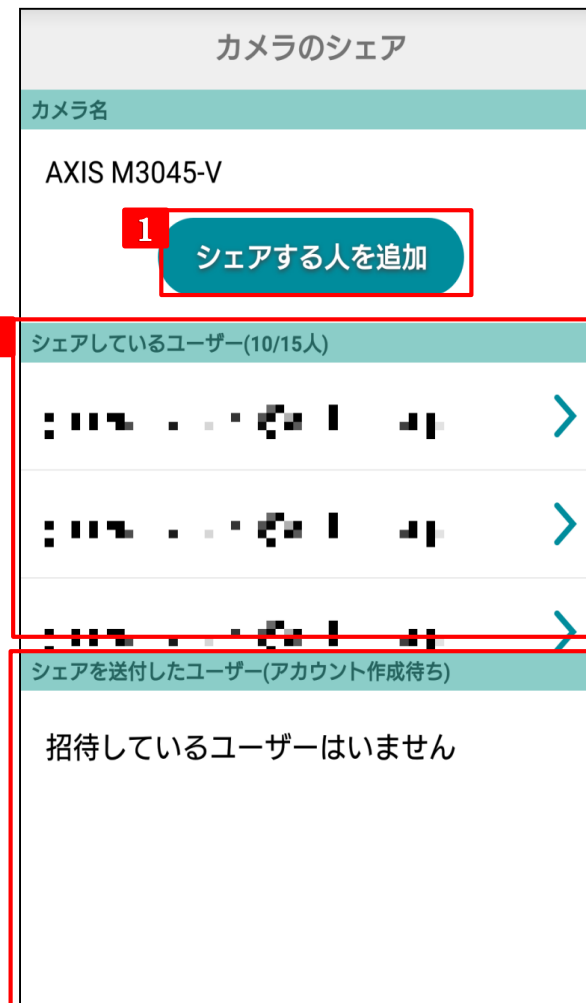 カメラのシェア
カメラ名
AXIS M3045-V
1
シェアする人を追加
シェアしているユーザー(10/15人)
シェアを送付したユーザー(アカウント作成待ち)
招待しているユーザーはいません